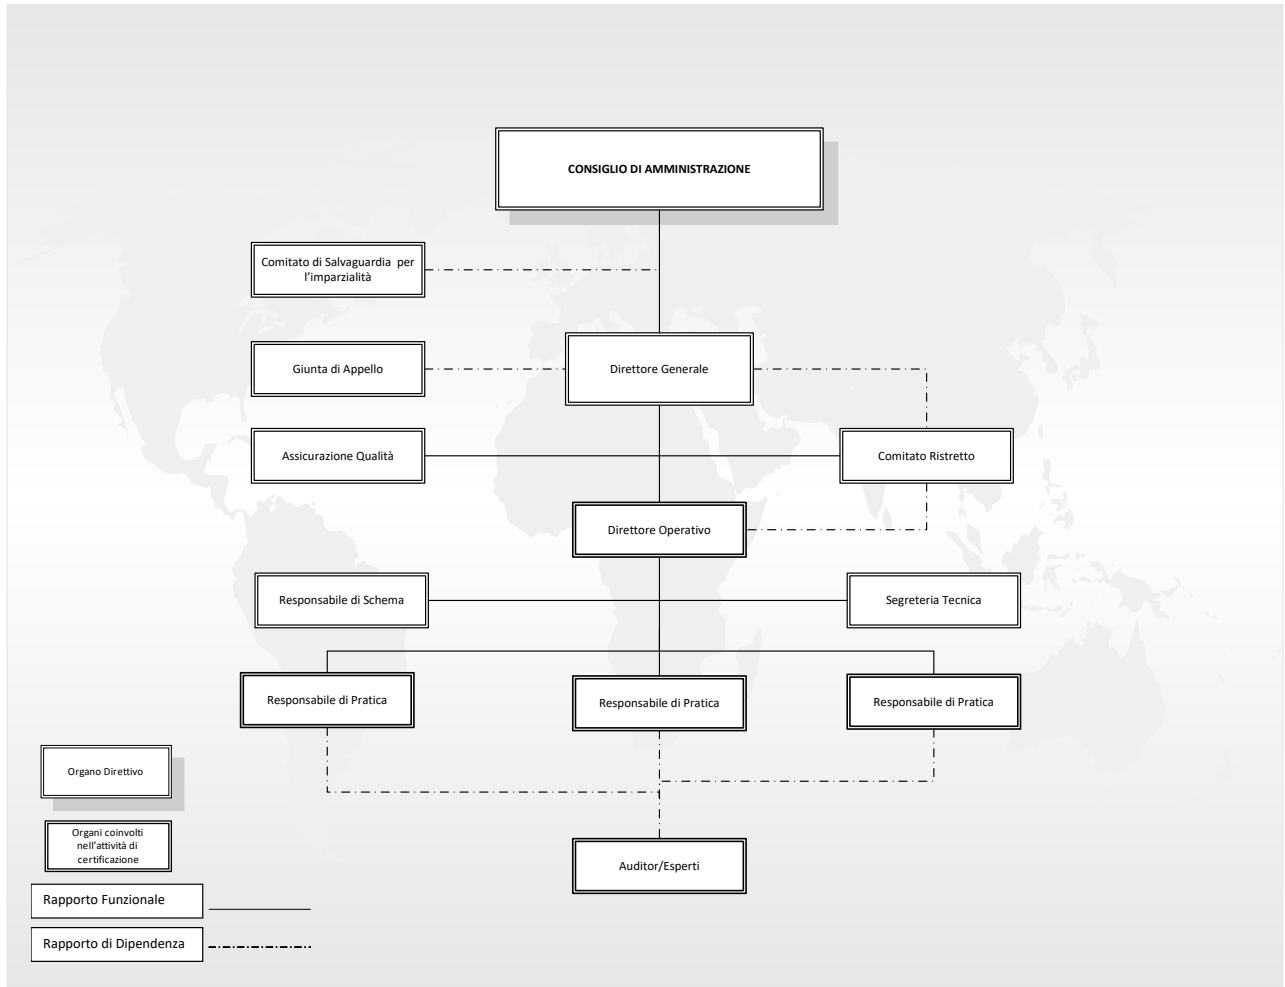 CONSIGLIO DI AMMINISTRAZIONE
Comitato di Salvaguardia per
l'imparzialità
Giunta di Appello
Direttore Generale
Assicurazione Qualità
Comitato Ristretto
Direttore Operativo
Responsabile di Schema
Segreteria Tecnica
Responsabile di Pratica
Responsabile di Pratica
Responsabile di Pratica
Organo Direttivo
Organi coinvolti
nell'attività di
certificazione
Auditor/Esperti
Rapporto Funzionale
Rapporto di Dipendenza